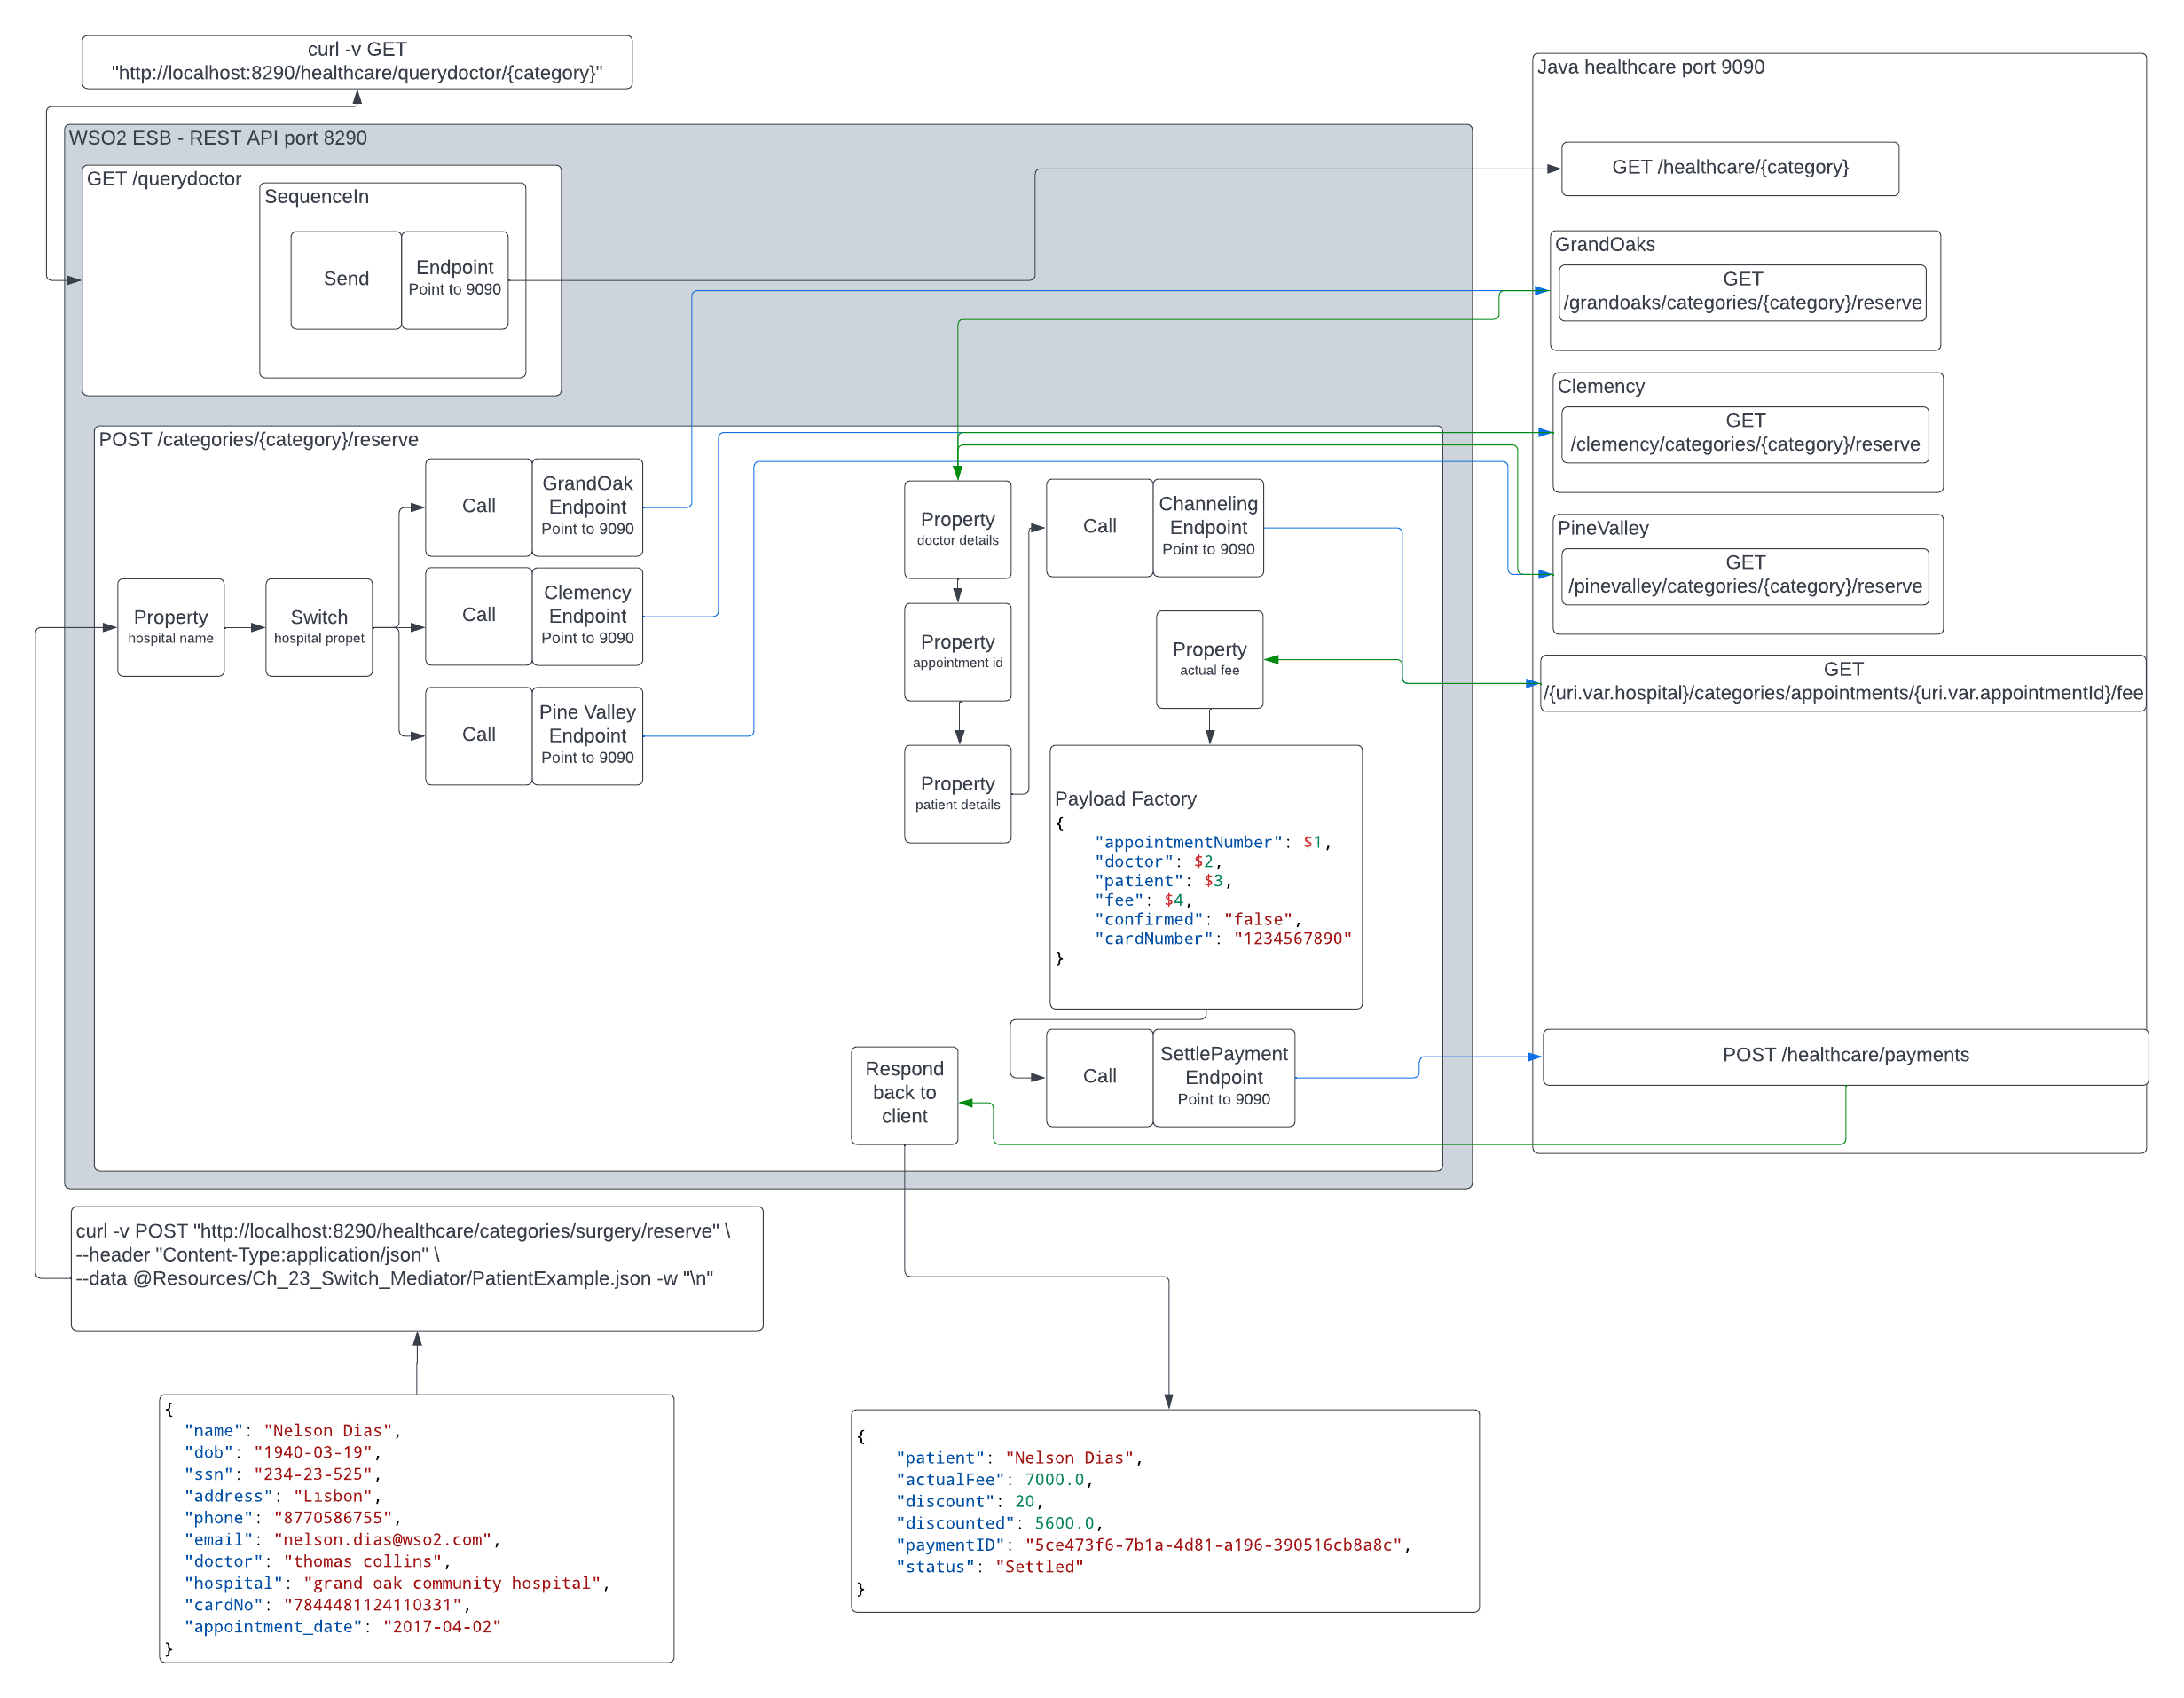 curl -v GET
"http://localhost:8290/healthcare/querydoctor/{category}"
WSO2 ESB - REST API port 8290
GET /querydoctor
SequenceIn
Send
Endpoint
Point to 9090
POST /categories/{category}/reserve
Property
hospital name
Switch
hospital propet
Call
GrandOak
Endpoint
Point to 9090
Call
Clemency
Endpoint
Point to 9090
Call
Pine Valley
Endpoint
Point to 9090
Property
doctor details
Property
appointment id
Property
patient details
Call
Channeling
Endpoint
Point to 9090
Property
actual fee
Payload Factory
{
"appointmentNumber": $1,
"doctor": $2,
"patient": $3,
"fee": $4,
"confirmed": "false",
"cardNumber": "1234567890"
}
Call
SettlePayment
Endpoint
Point to 9090
Respond
back to
client
Java healthcare port 9090
GET /healthcare/{category}
GrandOaks
GET
/grandoaks/categories/{category}/reserve
Clemency
GET
/clemency/categories/{category}/reserve
PineValley
GET
/pinevalley/categories/{category}/reserve
GET
/{uri.var.hospital}/categories/appointments/{uri.var.appointmentId}/fee
POST /healthcare/payments
curl -v POST "http://localhost:8290/healthcare/categories/surgery/reserve" \
--header "Content-Type:application/json" \
--data @Resources/Ch_23_Switch_Mediator/PatientExample.json -w "\n"
{
"name": "Nelson Dias",
"dob": "1940-03-19",
"ssn": "234-23-525",
"address": "Lisbon",
"phone": "8770586755",
"email": "nelson.dias@wso2.com",
"doctor": "thomas collins",
"hospital": "grand oak community hospital",
"cardNo": "7844481124110331",
"appointment_date": "2017-04-02"
}
{
"patient": "Nelson Dias",
"actualFee": 7000.0,
"discount": 20,
"discounted": 5600.0,
"paymentID": "5ce473f6-7b1a-4d81-a196-390516cb8a8c",
"status": "Settled"
}